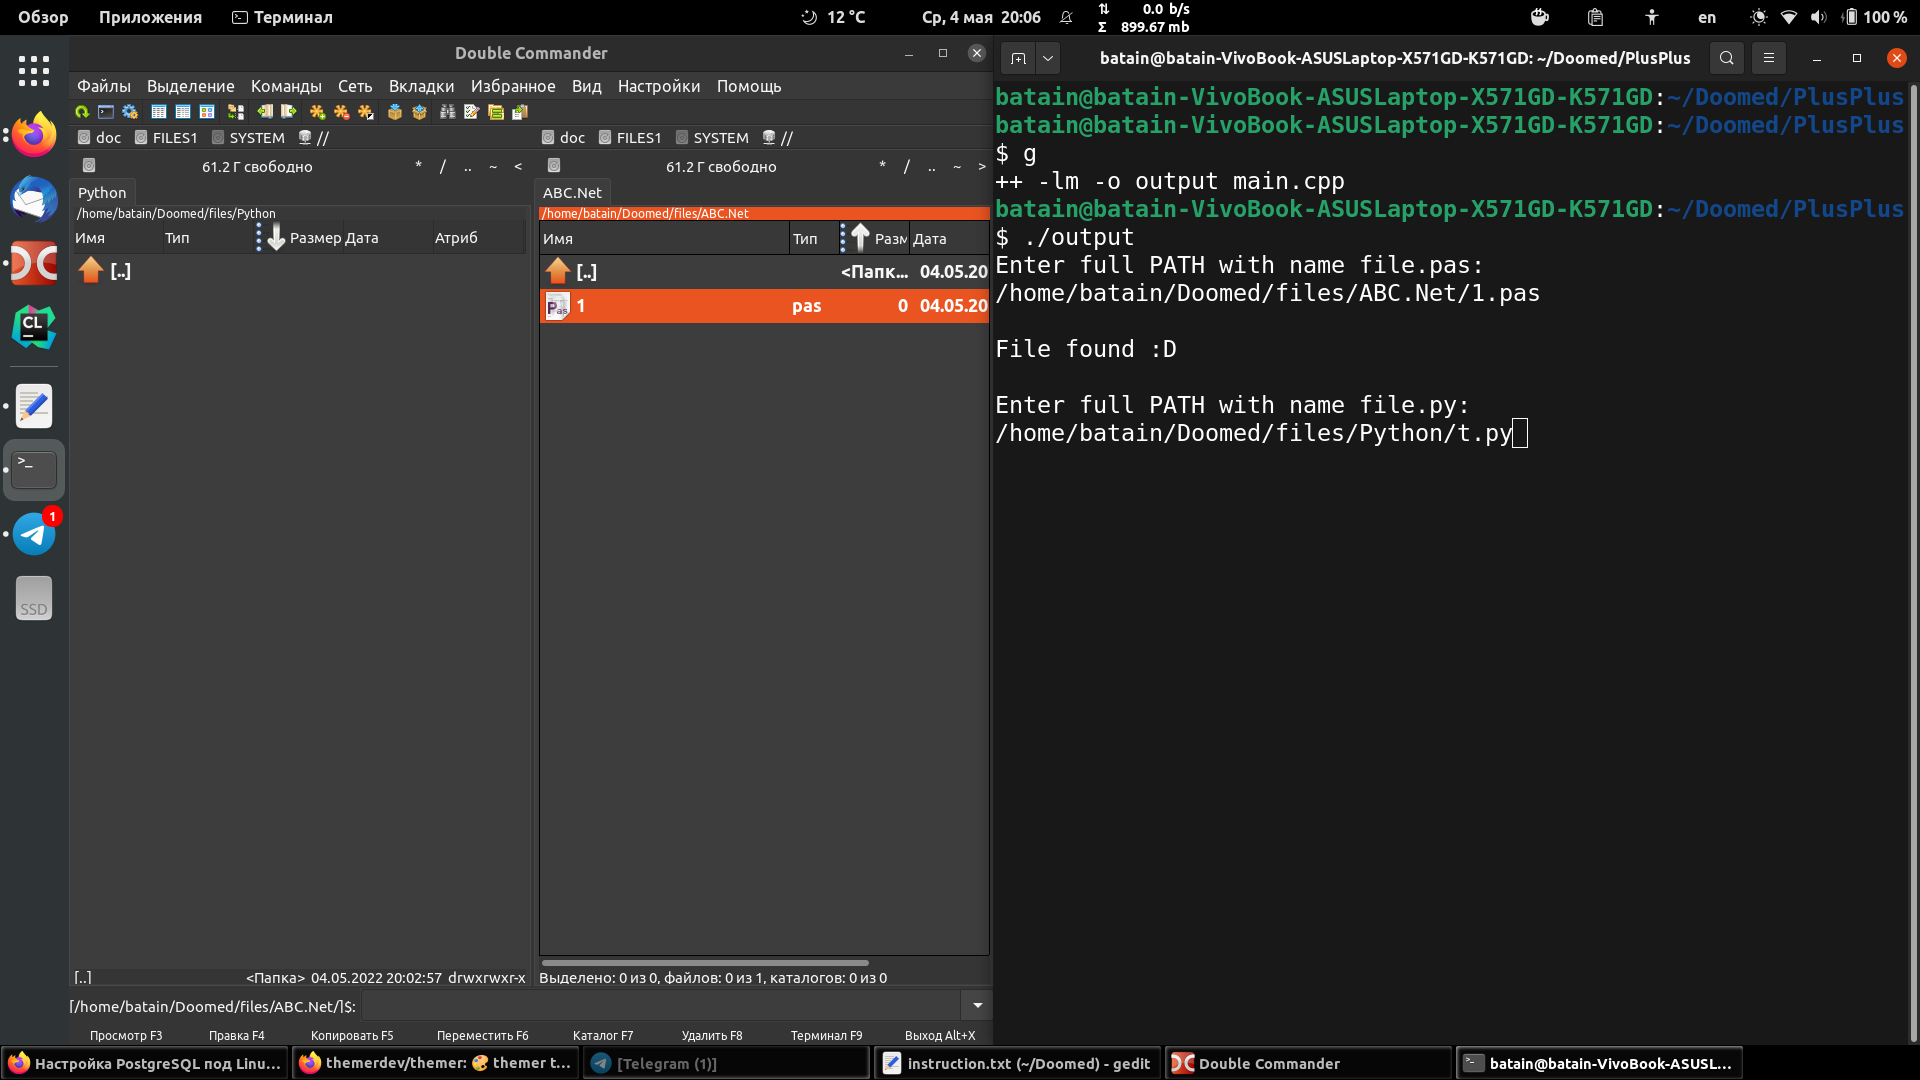 Обзор Приложения Терминал 12 °C Ср, 4 мая 20:06 0.0 b/s en 100 %
Σ 899.67 mb
Double Commander
Файлы Выделение Команды Сеть Вкладки Избранное Вид Настройки Помощь
doc FILES1 SYSTEM //
doc FILES1 SYSTEM //
61.2 Г свободно * / .. ~ <
61.2 Г свободно * / .. ~ >
Python
ABC.Net
/home/batain/Doomed/files/Python
/home/batain/Doomed/files/ABC.Net
Имя Тип Размер Дата Атриб
Имя Тип Разм Дата
[..]
[..] <Папк... 04.05.20
1 pas 0 04.05.20
[..] <Папка> 04.05.2022 20:02:57 drwxrwxr-x
Выделено: 0 из 0, файлов: 0 из 1, каталогов: 0 из 0
[/home/batain/Doomed/files/ABC.Net/]$:
Просмотр F3 Правка F4 Копировать F5 Переместить F6 Каталог F7 Удалить F8 Терминал F9 Выход Alt+X
batain@batain-VivoBook-ASUSLaptop-X571GD-K571GD: ~/Doomed/PlusPlus
batain@batain-VivoBook-ASUSLaptop-X571GD-K571GD:~/Doomed/PlusPlus
batain@batain-VivoBook-ASUSLaptop-X571GD-K571GD:~/Doomed/PlusPlus
$ g
++ -lm -o output main.cpp
batain@batain-VivoBook-ASUSLaptop-X571GD-K571GD:~/Doomed/PlusPlus
$ ./output
Enter full PATH with name file.pas:
/home/batain/Doomed/files/ABC.Net/1.pas
File found :D
Enter full PATH with name file.py:
/home/batain/Doomed/files/Python/t.py
CL
>_
1
SSD
Настройка PostgreSQL под Linu... themerdev/themer: 🎨 themer t... [Telegram (1)] instruction.txt (~/Doomed) - gedit Double Commander batain@batain-VivoBook-ASUSL...